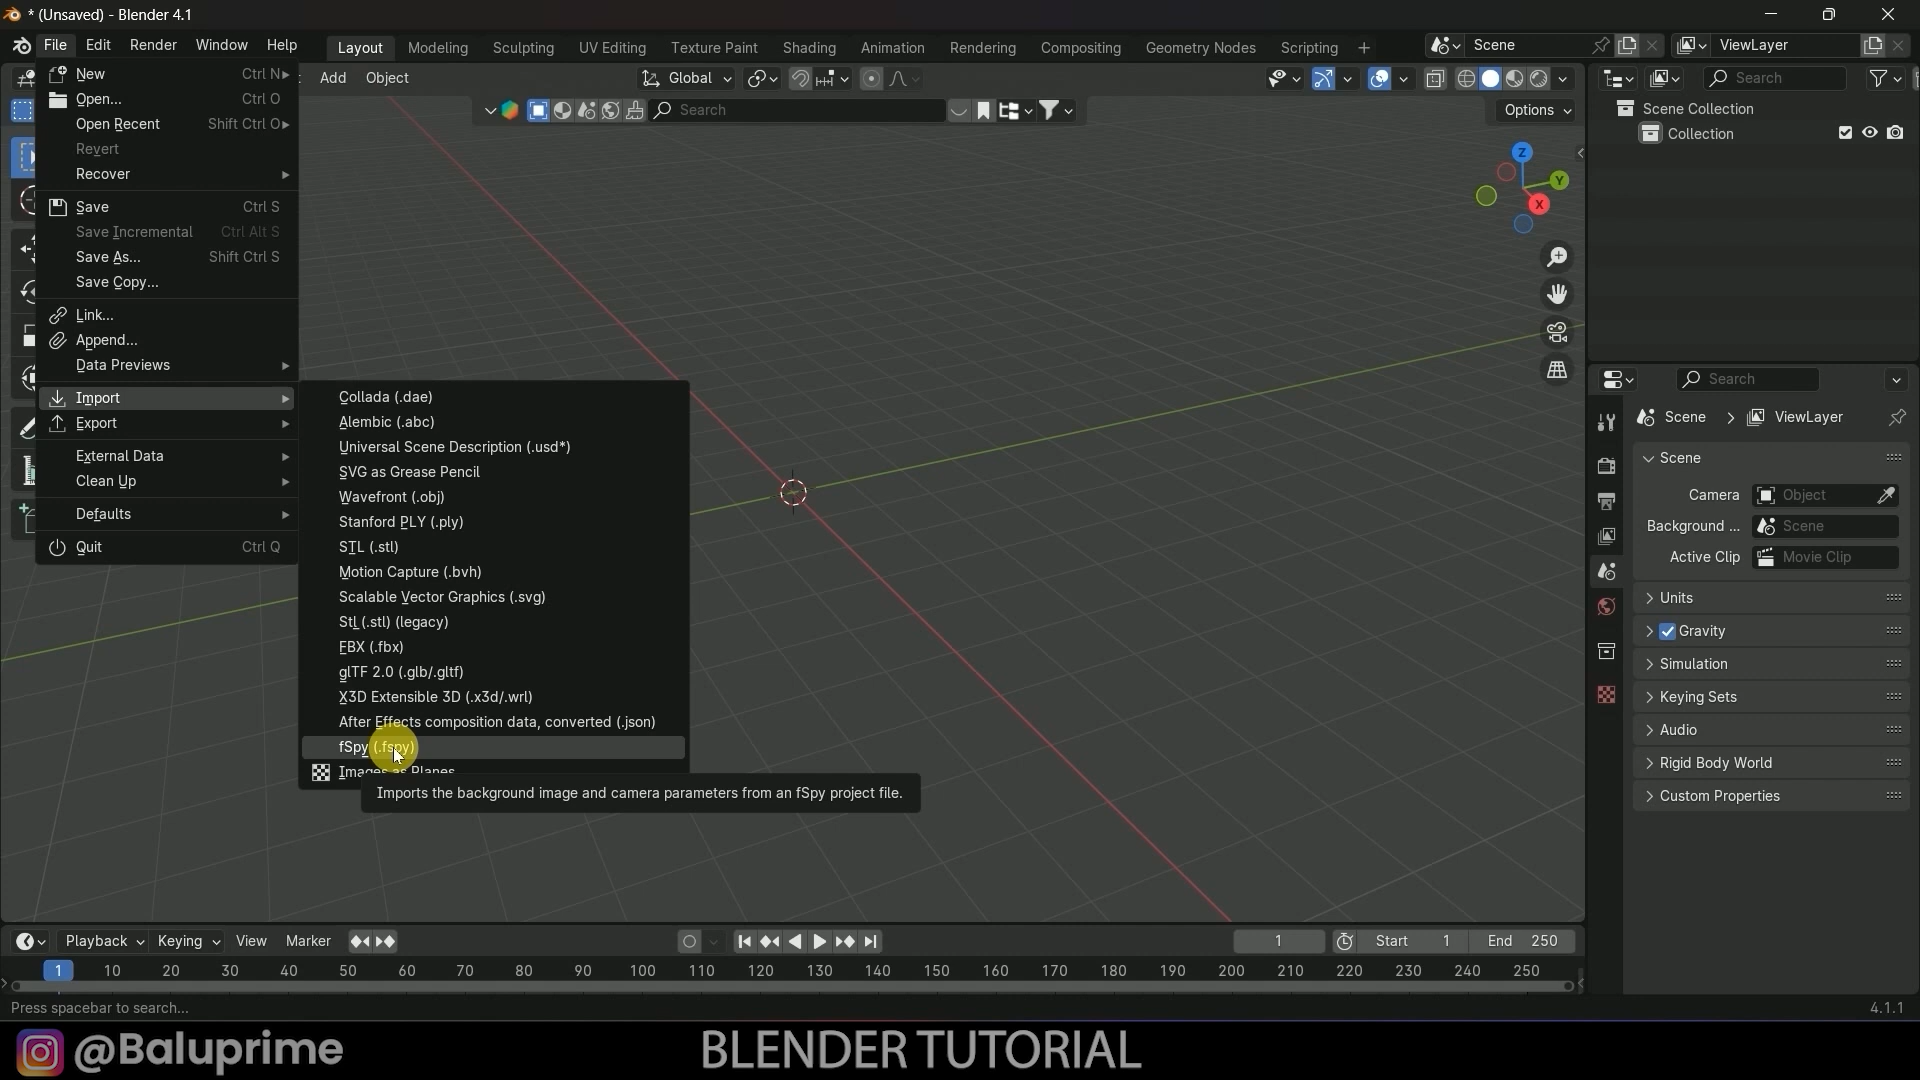 * (Unsaved) - Blender 4.1
File Edit Render Window Help
Layout Modeling Sculpting UV Editing Texture Paint Shading Animation Rendering Compositing Geometry Nodes Scripting +
Scene
ViewLayer
Add Object
Global
Search
Search
Options
New Ctrl N
Open... Ctrl O
Open Recent Shift Ctrl O
Revert
Recover
Save Ctrl S
Save Incremental Ctrl Alt S
Save As... Shift Ctrl S
Save Copy...
Link...
Append...
Data Previews
Import
Export
External Data
Clean Up
Defaults
Quit Ctrl Q
Collada (.dae)
Alembic (.abc)
Universal Scene Description (.usd*)
SVG as Grease Pencil
Wavefront (.obj)
Stanford PLY (.ply)
STL (.stl)
Motion Capture (.bvh)
Scalable Vector Graphics (.svg)
Stl (.stl) (legacy)
FBX (.fbx)
glTF 2.0 (.glb/.gltf)
X3D Extensible 3D (.x3d/.wrl)
After Effects composition data, converted (.json)
fSpy (.fspy)
Images as Planes
Imports the background image and camera parameters from an fSpy project file.
Z
Y
X
Scene Collection
Collection
Search
Scene > ViewLayer
Scene
Camera Object
Background ... Scene
Active Clip Movie Clip
Units
Gravity
Simulation
Keying Sets
Audio
Rigid Body World
Custom Properties
Playback Keying View Marker
1
Start 1
End 250
1 10 20 30 40 50 60 70 80 90 100 110 120 130 140 150 160 170 180 190 200 210 220 230 240 250
Press spacebar to search...
4.1.1
@Baluprime
BLENDER TUTORIAL